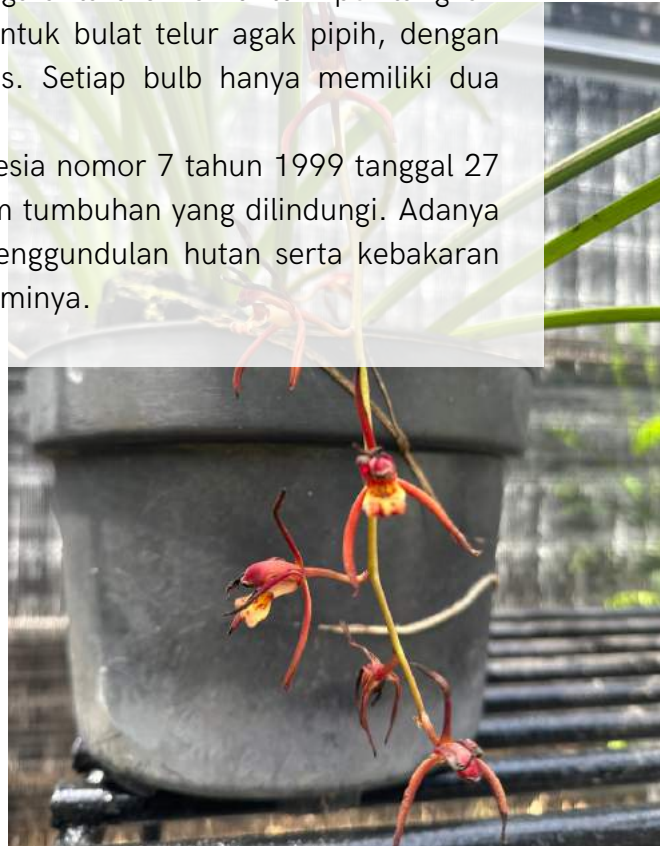 ntuk bulat telur agak pipih, dengan
s. Setiap bulb hanya memiliki dua
esia nomor 7 tahun 1999 tanggal 27
n tumbuhan yang dilindungi. Adanya
enggundulan hutan serta kebakaran
minya.